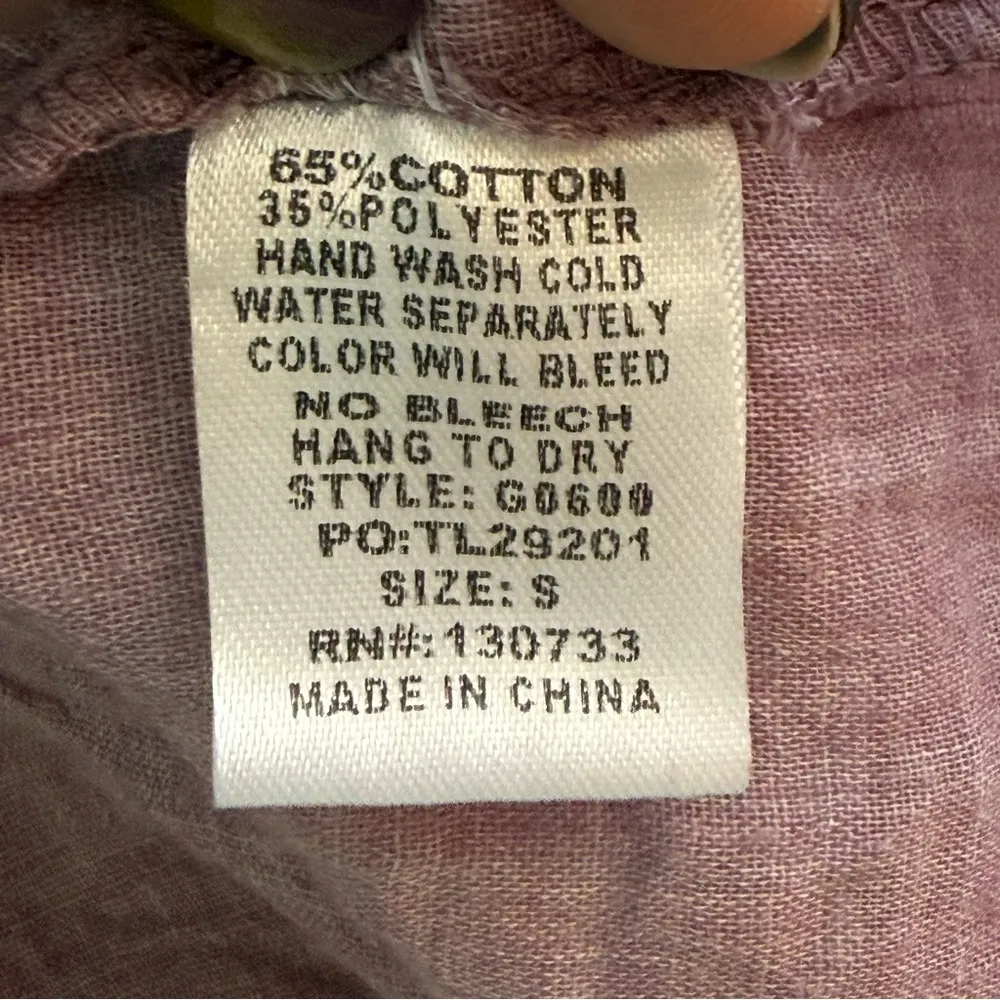 65%COTTON
35%POLYESTER
HAND WASH COLD
WATER SEPARATELY
COLOR WILL BLEED
NO BLEECH
HANG TO DRY
STYLE: G0600
PO:TL29201
SIZE: S
RN#:130733
MADE IN CHINA